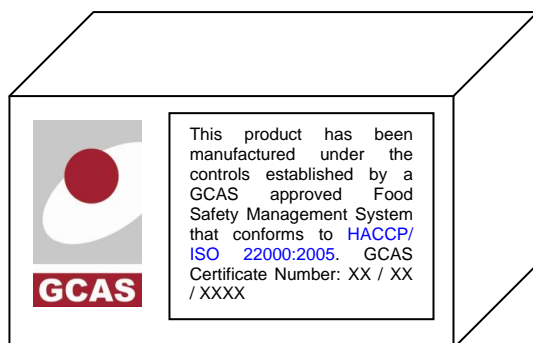 This product has been
manufactured under the
controls established by a
GCAS approved Food
Safety Management System
that conforms to HACCP/
ISO 22000:2005. GCAS
Certificate Number: XX / XX
/ XXXX
GCAS